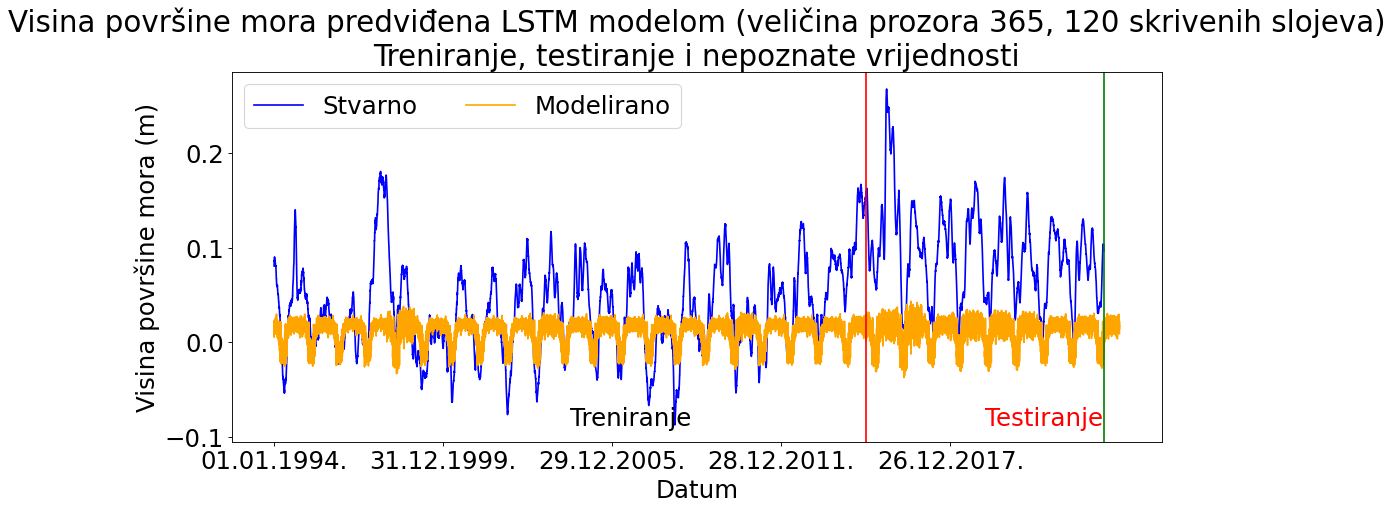 Visina površine mora predviđena LSTM modelom (veličina prozora 365, 120 skrivenih slojeva)
Treniranje, testiranje i nepoznate vrijednosti
Stvarno
Modelirano
Visina površine mora (m)
0.2
0.1
0.0
−0.1
Treniranje
Testiranje
01.01.1994.
31.12.1999.
29.12.2005.
28.12.2011.
26.12.2017.
Datum